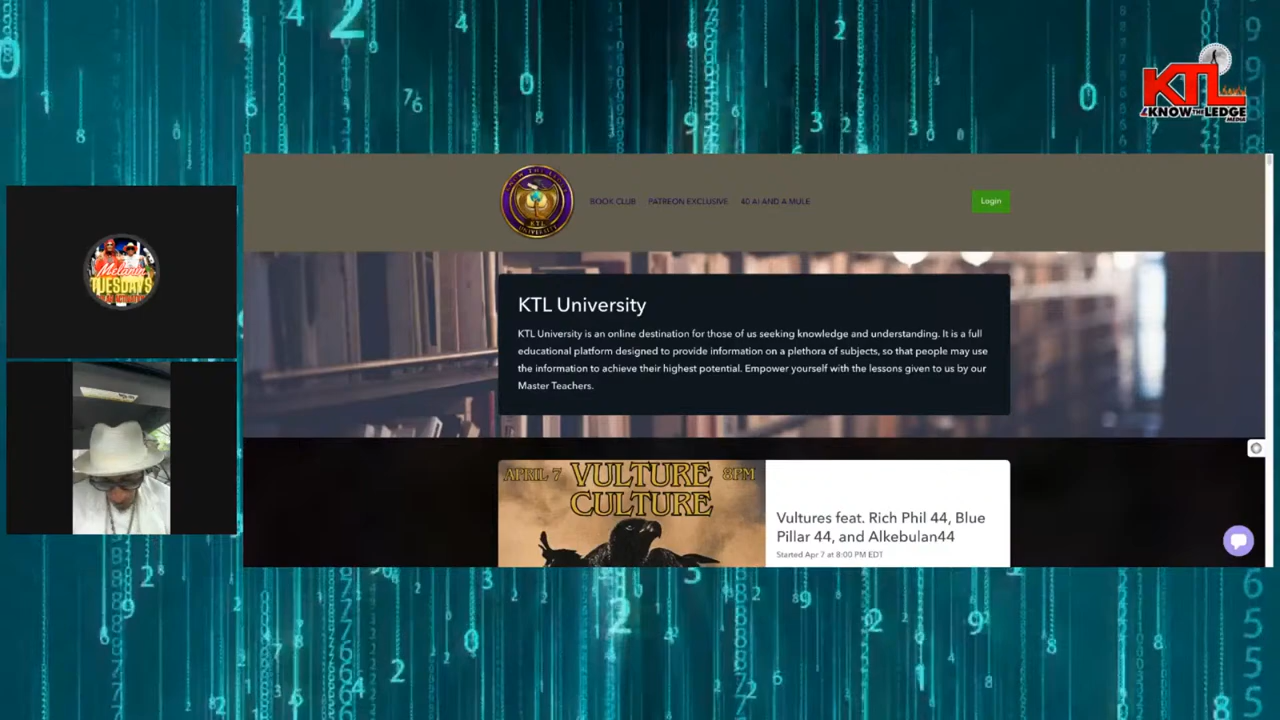 KTL
KNOW THE LEDGE
MEDIA
BOOK CLUB
PATREON EXCLUSIVE
40 AI AND A MULE
Login
KTL
UNIVERSITY
Melanin
TUESDAYS
KTL University
KTL University is an online destination for those of us seeking knowledge and understanding. It is a full
educational platform designed to provide information on a plethora of subjects, so that people may use
the information to achieve their highest potential. Empower yourself with the lessons given to us by our
Master Teachers.
APRIL 7 VULTURE 8PM
CULTURE
Vultures feat. Rich Phil 44, Blue
Pillar 44, and Alkebulan44
Started Apr 7 at 8:00 PM EDT